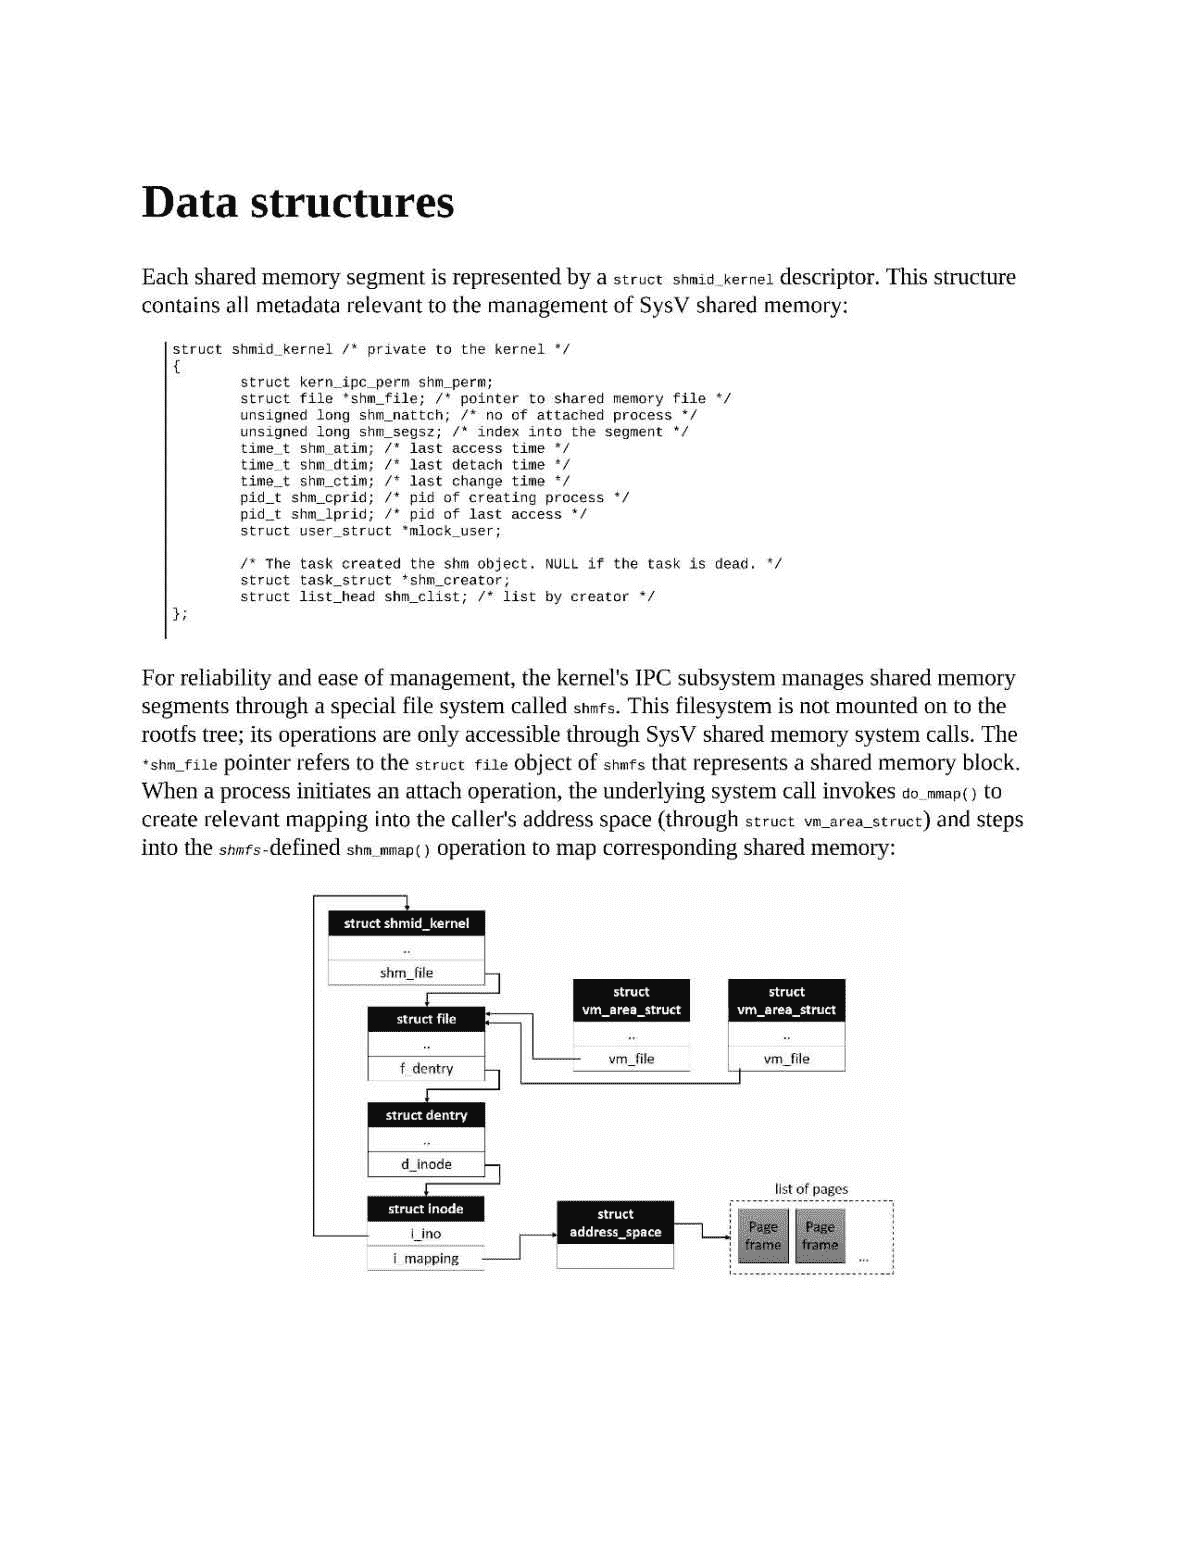 Data structures
Each shared memory segment is represented by a struct shmid_kernel descriptor. This structure
contains all metadata relevant to the management of SysV shared memory:
struct shmid_kernel /* private to the kernel */
{
struct kern_ipc_perm shm_perm;
struct file *shm_file; /* pointer to shared memory file */
unsigned long shm_nattch; /* no of attached process */
unsigned long shm_segsz; /* index into the segment */
time_t shm_atim; /* last access time */
time_t shm_dtim; /* last detach time */
time_t shm_ctim; /* last change time */
pid_t shm_cprid; /* pid of creating process */
pid_t shm_lprid; /* pid of last access */
struct user_struct *mlock_user;
/* The task created the shm object. NULL if the task is dead. */
struct task_struct *shm_creator;
struct list_head shm_clist; /* list by creator */
};
For reliability and ease of management, the kernel's IPC subsystem manages shared memory
segments through a special file system called shmfs. This filesystem is not mounted on to the
rootfs tree; its operations are only accessible through SysV shared memory system calls. The
*shm_file pointer refers to the struct file object of shmfs that represents a shared memory block.
When a process initiates an attach operation, the underlying system call invokes do_mmap() to
create relevant mapping into the caller's address space (through struct vm_area_struct) and steps
into the shmfs-defined shm_mmap() operation to map corresponding shared memory:
struct shmid_kernel
..
shm_file
struct file
..
f_dentry
struct dentry
..
d_inode
struct inode
i_ino
i_mapping
struct
vm_area_struct
..
vm_file
struct
vm_area_struct
..
vm_file
struct
address_space
list of pages
Page
frame
Page
frame
...